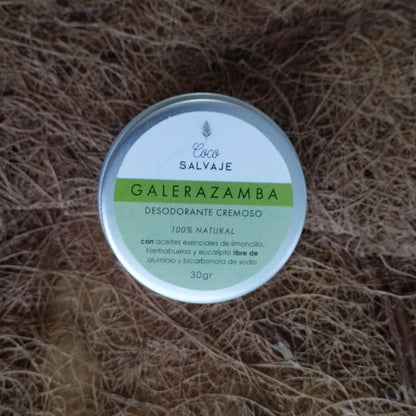 Coco
SALVAJE
GALERAZAMBA
DESODORANTE CREMOSO
100% NATURAL
con aceites esenciales de limoncillo,
hierbabuena y eucalipto libre de
aluminio y bicarbonato de sodio
30gr